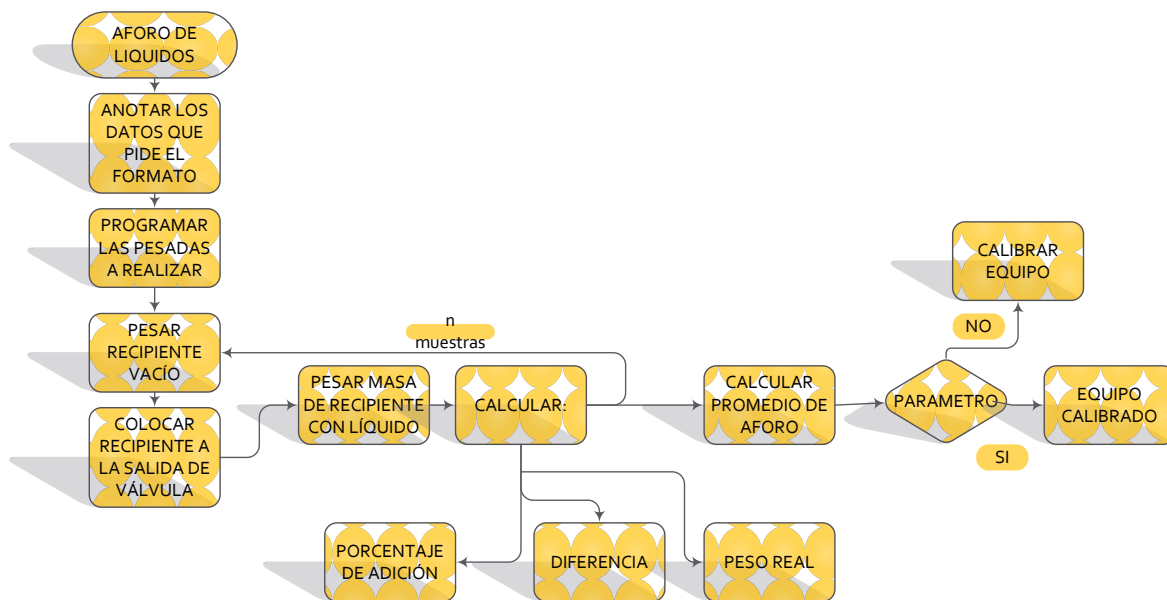 AFORO DE
LIQUIDOS
ANOTAR LOS
DATOS QUE
PIDE EL
FORMATO
PROGRAMAR
LAS PESADAS
A REALIZAR
PESAR
RECIPIENTE
VACÍO
COLOCAR
RECIPIENTE A
LA SALIDA DE
VÁLVULA
n
muestras
PESAR MASA
DE RECIPIENTE
CON LÍQUIDO
CALCULAR:
PORCENTAJE
DE ADICIÓN
DIFERENCIA
PESO REAL
CALCULAR
PROMEDIO DE
AFORO
PARAMETRO
NO
CALIBRAR
EQUIPO
SI
EQUIPO
CALIBRADO